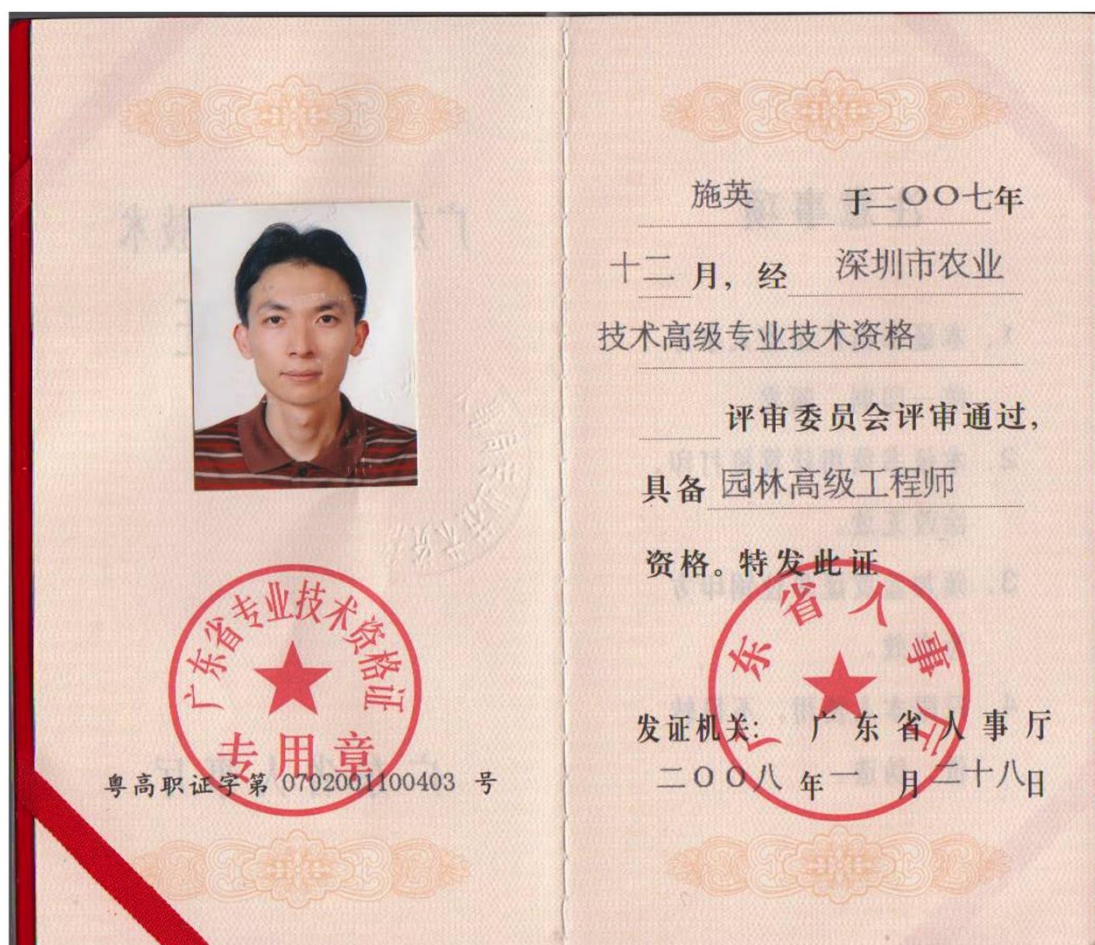 广东省专业技术资格证
专用章
粤高职证字第 0702001100403 号
施英 于二〇〇七年
十二月，经 深圳市农业
技术高级专业技术资格
评审委员会评审通过，
具备 园林高级工程师
资格。特发此证
广东省人事厅
发证机关：广东省人事厅
二〇〇八年一月二十八日